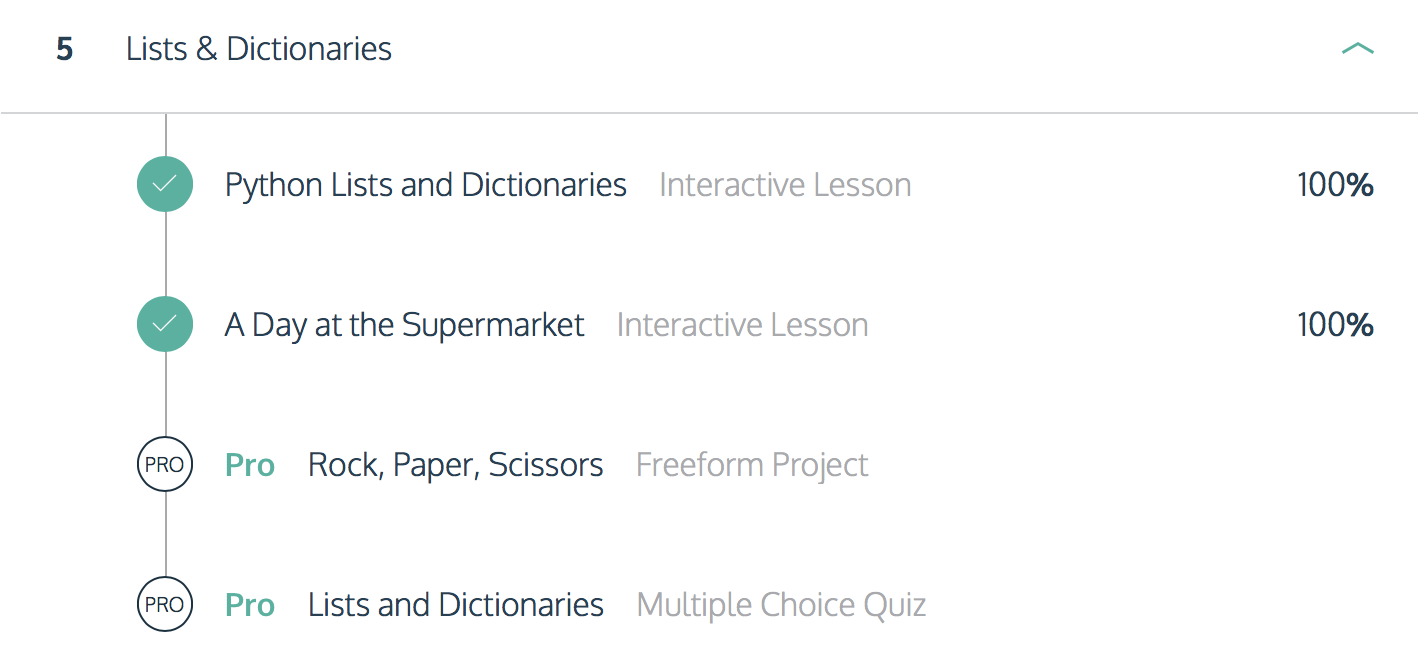 5 Lists & Dictionaries
Python Lists and Dictionaries Interactive Lesson 100%
A Day at the Supermarket Interactive Lesson 100%
PRO Pro Rock, Paper, Scissors Freeform Project
PRO Pro Lists and Dictionaries Multiple Choice Quiz